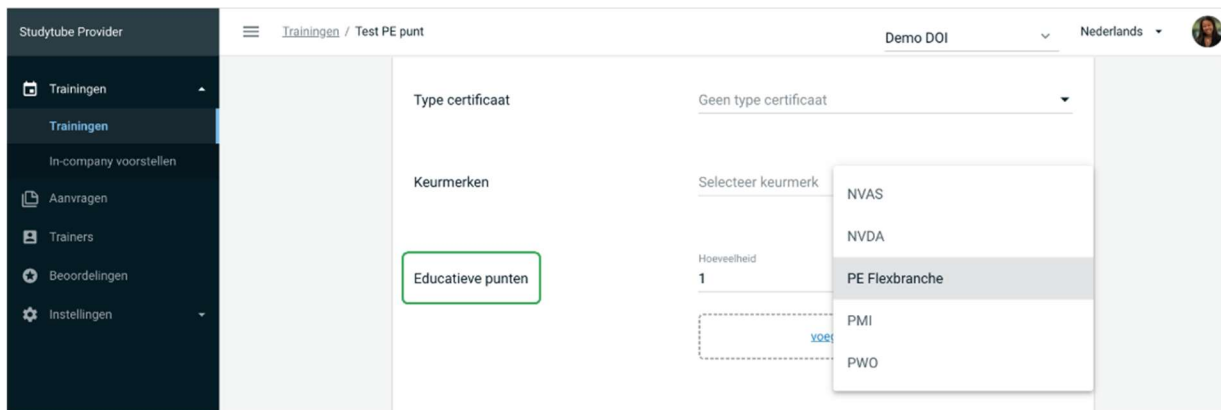 Studytube Provider
Trainingen / Test PE punt
Demo DOI
Nederlands
Trainingen
Trainingen
In-company voorstellen
Aanvragen
Trainers
Beoordelingen
Instellingen
Type certificaat
Geen type certificaat
Keurmerken
Selecteer keurmerk
Educatieve punten
Hoeveelheid
1
NVAS
NVDA
PE Flexbranche
PMI
PWO